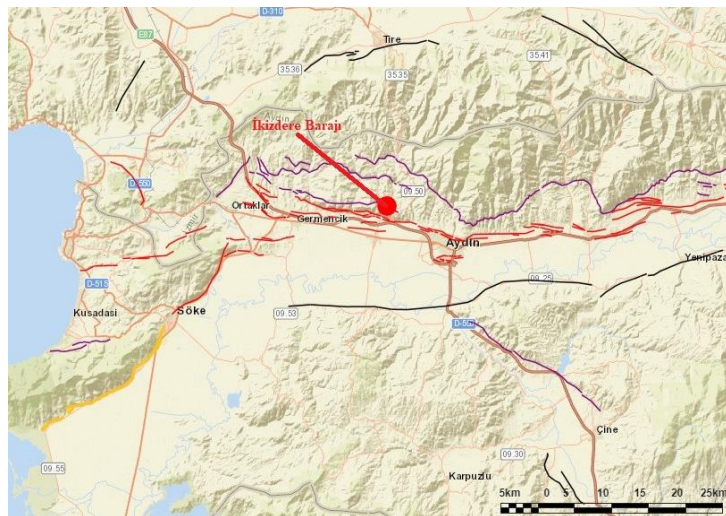 D-310
E87
Tire
35.41
35.36
35.35
Aydın
İkizdere Barajı
D-550
09.50
Ortaklar
Germencik
Aydin
Yenipaza
D-515
09.25
Kusadasi
Söke
09.53
Çine
09.30
09.55
Karpuzlu
5km 0 5 10 15 20 25km